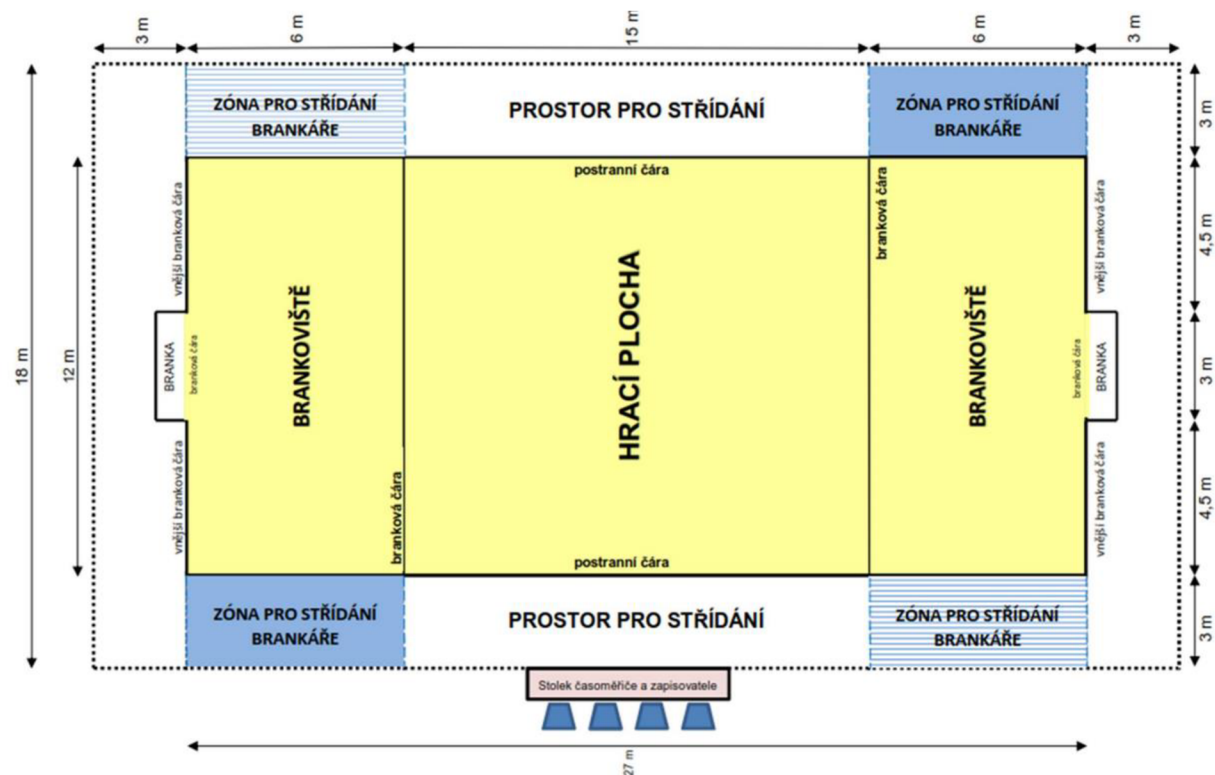 3 m
6 m
15 m
6 m
3 m
ZÓNA PRO STŘÍDÁNÍ
BRANKÁŘE
PROSTOR PRO STŘÍDÁNÍ
ZÓNA PRO STŘÍDÁNÍ
BRANKÁŘE
3 m
postranní čára
vnější branková čára
branková čára
vnější branková čára
4,5 m
18 m
12 m
BRANKA
branková čára
BRANKOVIŠTĚ
HRACÍ PLOCHA
BRANKOVIŠTĚ
branková čára
BRANKA
3 m
vnější branková čára
branková čára
vnější branková čára
4,5 m
postranní čára
ZÓNA PRO STŘÍDÁNÍ
BRANKÁŘE
PROSTOR PRO STŘÍDÁNÍ
ZÓNA PRO STŘÍDÁNÍ
BRANKÁŘE
3 m
Stolek časoměřiče a zapisovatele
27 m